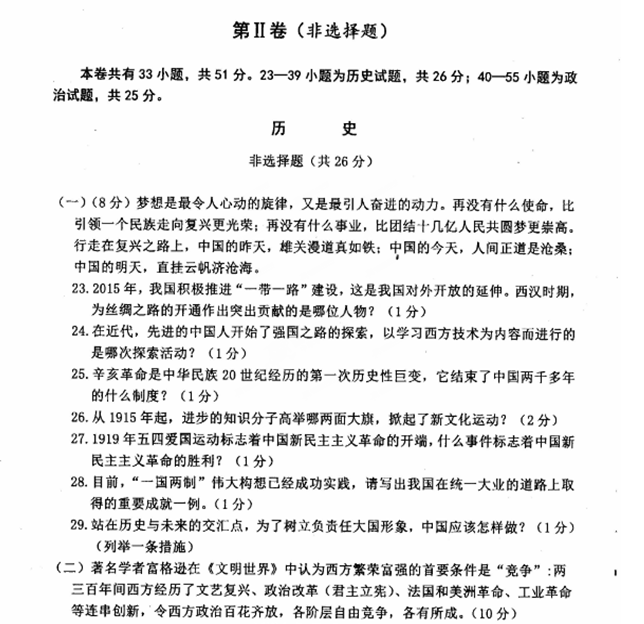 第Ⅱ卷（非选择题）
本卷共有33小题，共51分。23—39小题为历史试题，共26分；40—55小题为政
治试题，共25分。
历 史
非选择题（共26分）
（一）（8分）梦想是最令人心动的旋律，又是最引人奋进的动力。再没有什么使命，比
引领一个民族走向复兴更光荣；再没有什么事业，比团结十几亿人民共圆梦更崇高。
行走在复兴之路上，中国的昨天，雄关漫道真如铁；中国的今天，人间正道是沧桑；
中国的明天，直挂云帆济沧海。
23.2015年，我国积极推进“一带一路”建设，这是我国对外开放的延伸。西汉时期，
为丝绸之路的开通作出突出贡献的是哪位人物？（1分）
24.在近代，先进的中国人开始了强国之路的探索，以学习西方技术为内容而进行的
是哪次探索活动？（1分）
25.辛亥革命是中华民族20世纪经历的第一次历史性巨变，它结束了中国两千多年
的什么制度？（1分）
26.从1915年起，进步的知识分子高举哪两面大旗，掀起了新文化运动？（2分）
27.1919年五四爱国运动标志着中国新民主主义革命的开端，什么事件标志着中国新
民主主义革命的胜利？（1分）
28.目前，“一国两制”伟大构想已经成功实践，请写出我国在统一大业的道路上取
得的重要成就一例。（1分）
29.站在历史与未来的交汇点，为了树立负责任大国形象，中国应该怎样做？（1分）
（列举一条措施）
（二）著名学者富格逊在《文明世界》中认为西方繁荣富强的首要条件是“竞争”:两
三百年间西方经历了文艺复兴、政治改革（君主立宪）、法国和美洲革命、工业革命
等连串创新，令西方政治百花齐放，各阶层自由竞争，各有所成。（10分）